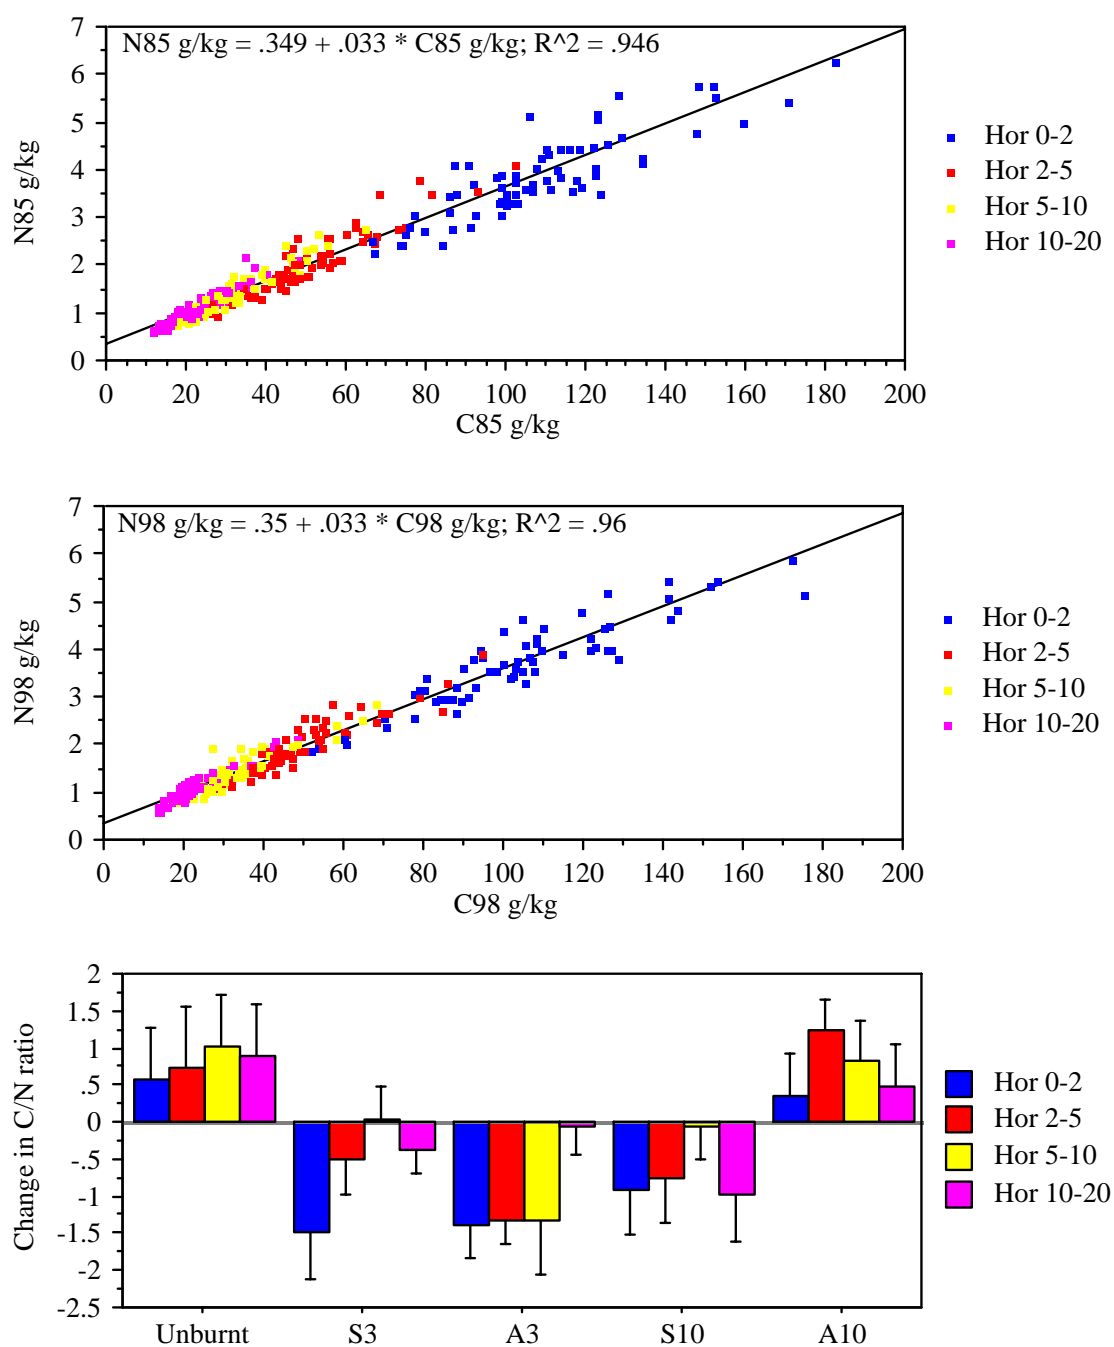 N85 g/kg = .349 + .033 * C85 g/kg; R^2 = .946
7
6
5
4
3
2
1
0
N85 g/kg
0 20 40 60 80 100 120 140 160 180 200
C85 g/kg
Hor 0-2
Hor 2-5
Hor 5-10
Hor 10-20
N98 g/kg = .35 + .033 * C98 g/kg; R^2 = .96
7
6
5
4
3
2
1
0
N98 g/kg
0 20 40 60 80 100 120 140 160 180 200
C98 g/kg
Hor 0-2
Hor 2-5
Hor 5-10
Hor 10-20
2
1.5
1
.5
0
-.5
-1
-1.5
-2
-2.5
Change in C/N ratio
Unburnt S3 A3 S10 A10
Hor 0-2
Hor 2-5
Hor 5-10
Hor 10-20